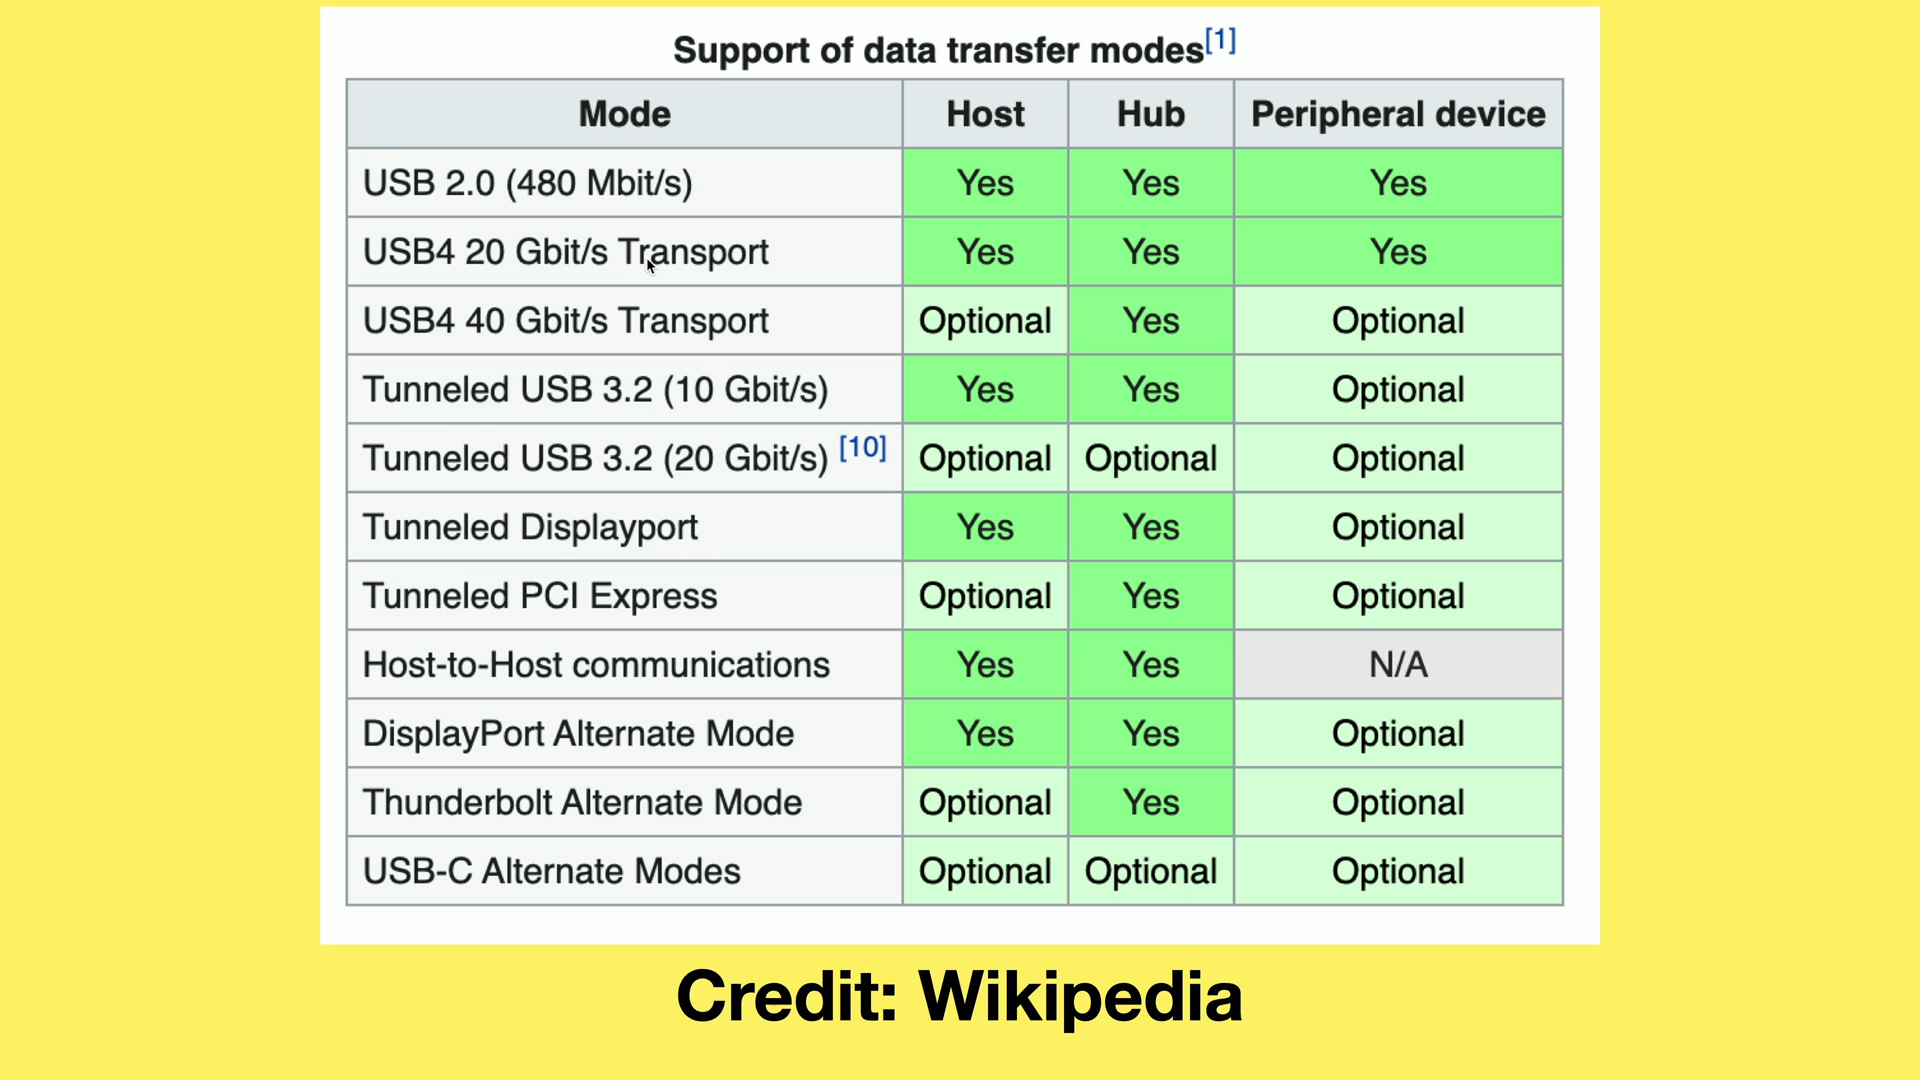 Support of data transfer modes[1]
Mode Host Hub Peripheral device
USB 2.0 (480 Mbit/s) Yes Yes Yes
USB4 20 Gbit/s Transport Yes Yes Yes
USB4 40 Gbit/s Transport Optional Yes Optional
Tunneled USB 3.2 (10 Gbit/s) Yes Yes Optional
Tunneled USB 3.2 (20 Gbit/s) [10] Optional Optional Optional
Tunneled Displayport Yes Yes Optional
Tunneled PCI Express Optional Yes Optional
Host-to-Host communications Yes Yes N/A
DisplayPort Alternate Mode Yes Yes Optional
Thunderbolt Alternate Mode Optional Yes Optional
USB-C Alternate Modes Optional Optional Optional
Credit: Wikipedia